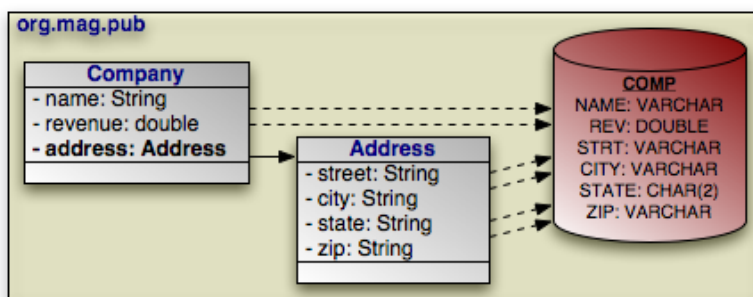 org.mag.pub
Company
- name: String
- revenue: double
- address: Address
Address
- street: String
- city: String
- state: String
- zip: String
COMP
NAME: VARCHAR
REV: DOUBLE
STRT: VARCHAR
CITY: VARCHAR
STATE: CHAR(2)
ZIP: VARCHAR